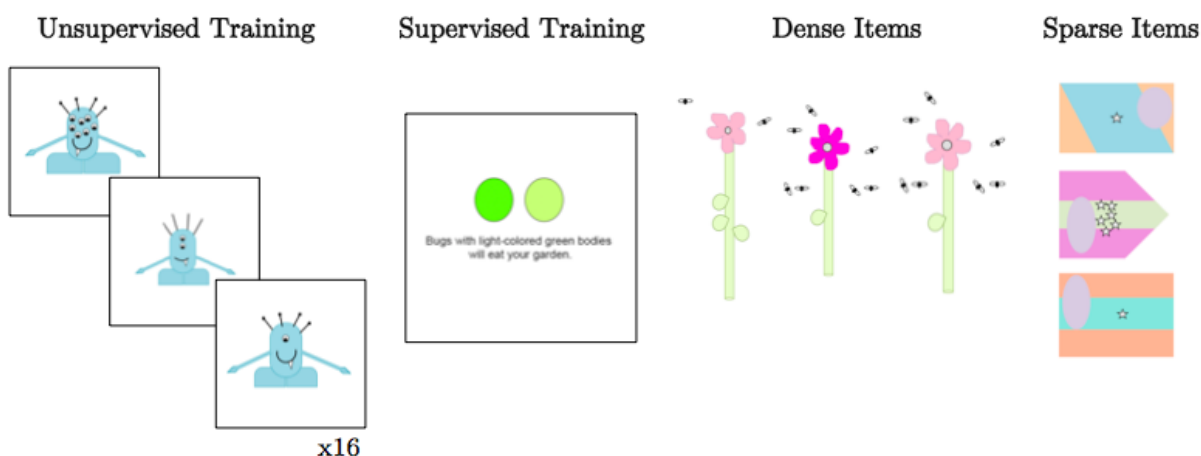 Unsupervised Training
Supervised Training
Dense Items
Sparse Items
Bugs with light-colored green bodies
will eat your garden.
x16